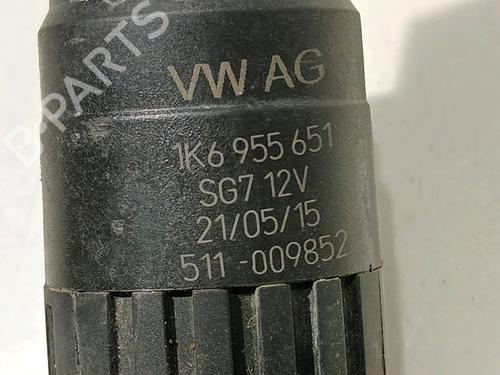 VW AG
1K6 955 651
SG7 12V
21/05/15
511-009852
B-PARTS